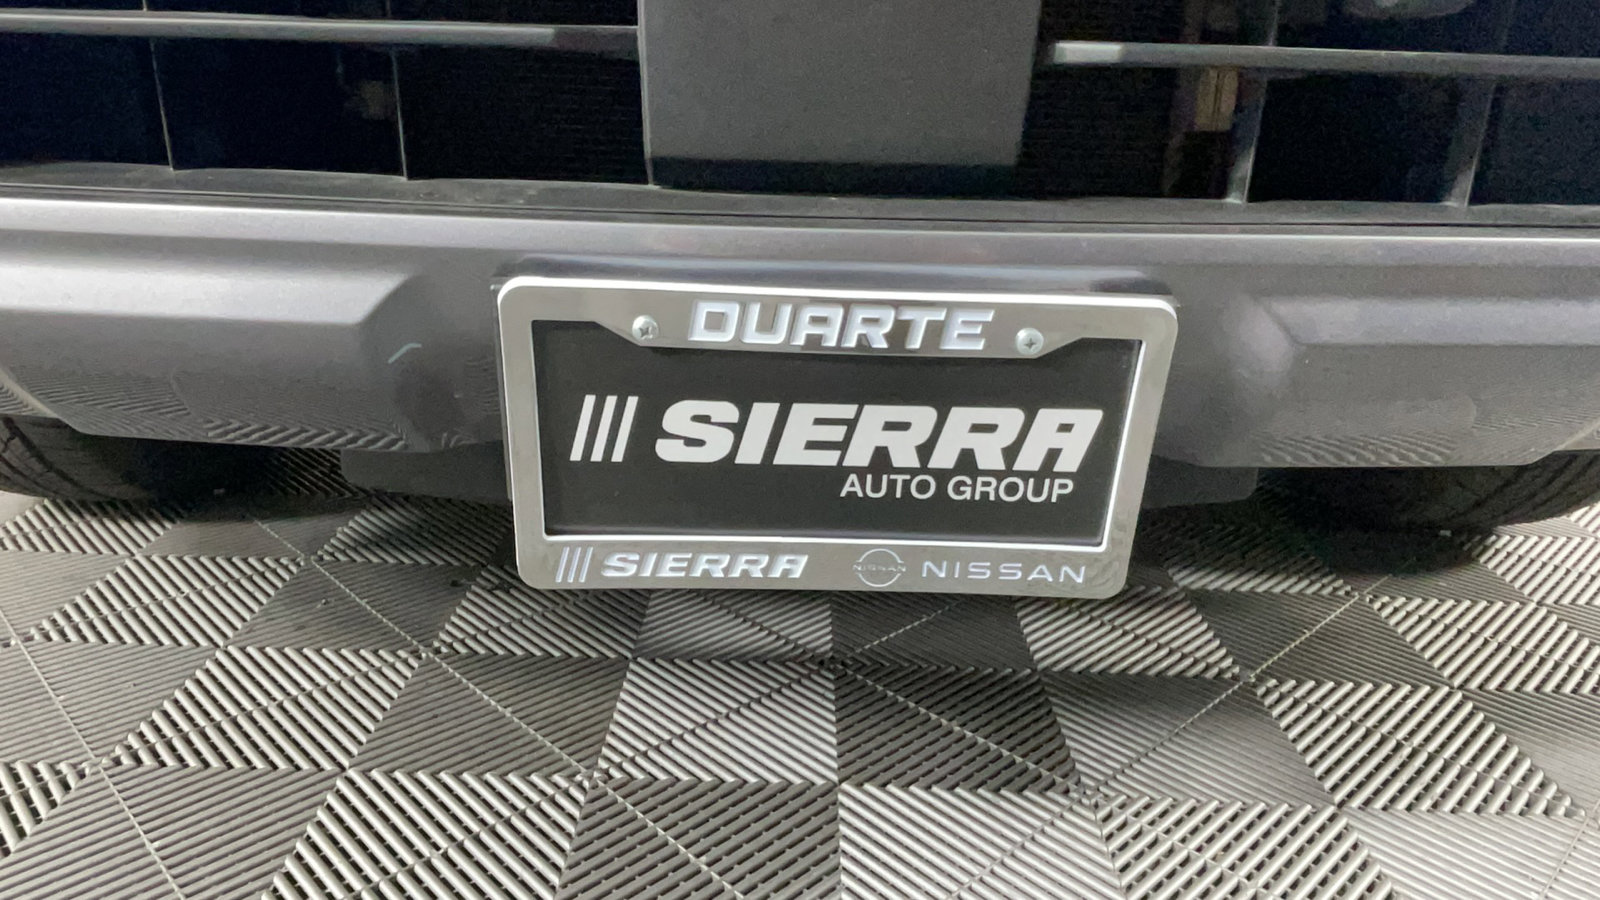 DUARTE
SIERRA
AUTO GROUP
SIERRA NISSAN NISSAN